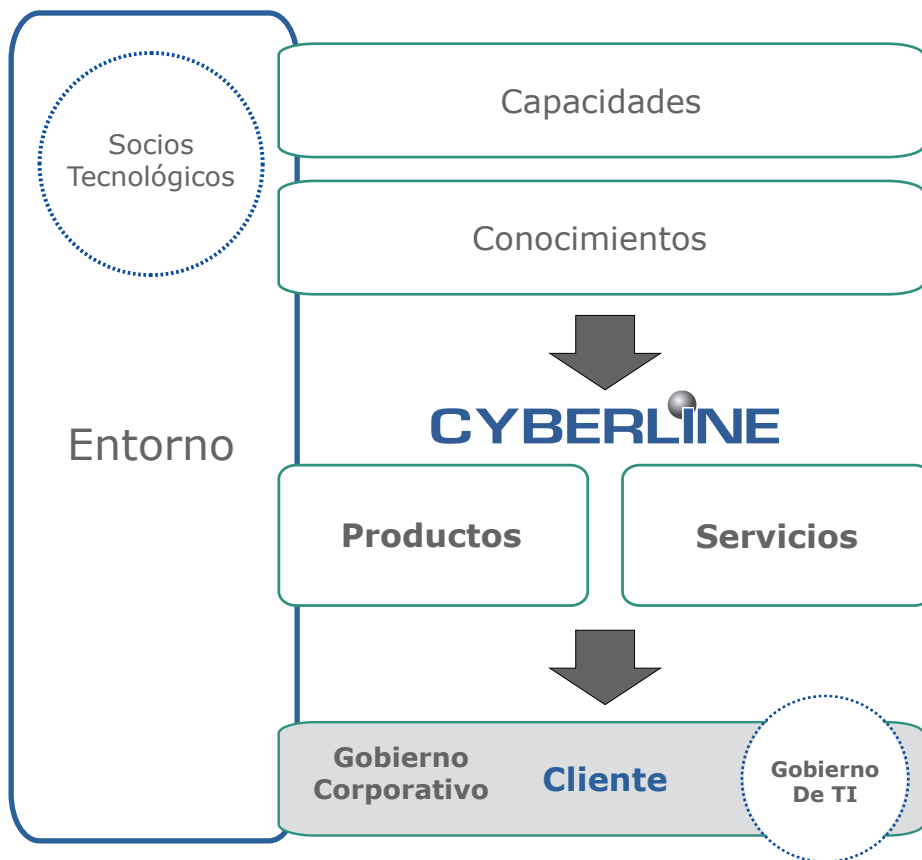 Capacidades
Socios
Tecnológicos
Conocimientos
CYBERLINE
Entorno
Productos
Servicios
Gobierno
Corporativo
Cliente
Gobierno
De TI